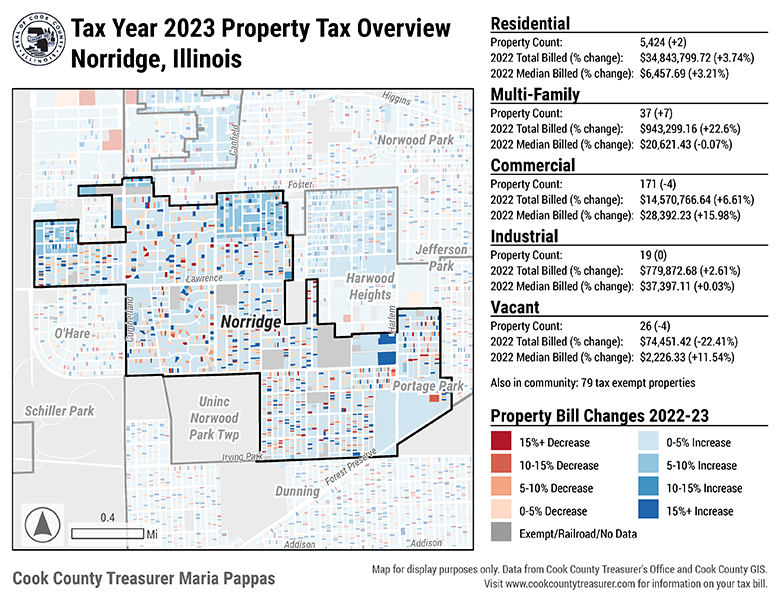 Tax Year 2023 Property Tax Overview
Norridge, Illinois
SEAL OF COOK COUNTY
ILLINOIS
Higgins
Canfield
Norwood Park
Foster
Jefferson
Park
Lawrence
Harwood
Heights
Cumberland
Norridge
Harlem
O'Hare
Portage Park
Schiller Park
Uninc
Norwood
Park Twp
Irving Park
Forest Preserve
Dunning
Addison
Addison
0.4
Mi
Residential
Property Count: 5,424 (+2)
2022 Total Billed (% change): $34,843,799.72 (+3.74%)
2022 Median Billed (% change): $6,457.69 (+3.21%)
Multi-Family
Property Count: 37 (+7)
2022 Total Billed (% change): $943,299.16 (+22.6%)
2022 Median Billed (% change): $20,621.43 (-0.07%)
Commercial
Property Count: 171 (-4)
2022 Total Billed (% change): $14,570,766.64 (+6.61%)
2022 Median Billed (% change): $28,392.23 (+15.98%)
Industrial
Property Count: 19 (0)
2022 Total Billed (% change): $779,872.68 (+2.61%)
2022 Median Billed (% change): $37,397.11 (+0.03%)
Vacant
Property Count: 26 (-4)
2022 Total Billed (% change): $74,451.42 (-22.41%)
2022 Median Billed (% change): $2,226.33 (+11.54%)
Also in community: 79 tax exempt properties
Property Bill Changes 2022-23
15%+ Decrease
10-15% Decrease
5-10% Decrease
0-5% Decrease
Exempt/Railroad/No Data
0-5% Increase
5-10% Increase
10-15% Increase
15%+ Increase
Cook County Treasurer Maria Pappas
Map for display purposes only. Data from Cook County Treasurer's Office and Cook County GIS.
Visit www.cookcountytreasurer.com for information on your tax bill.